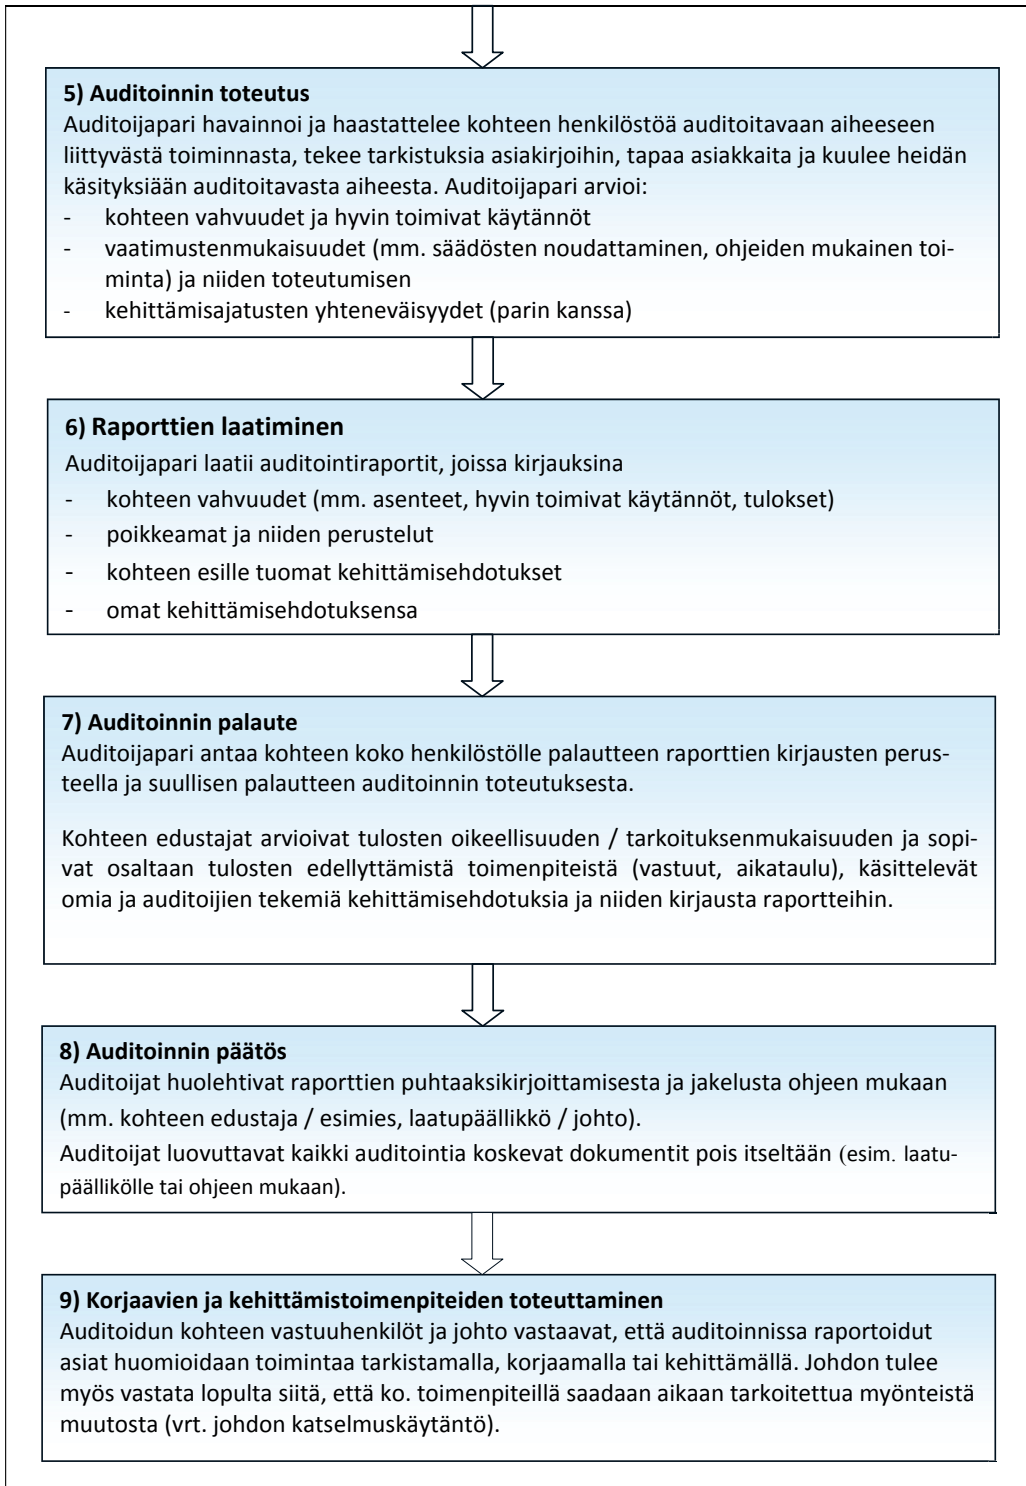 5) Auditoinnin toteutus
Auditoijapari havainnoi ja haastattelee kohteen henkilöstöä auditoitavaan aiheeseen
liittyvästä toiminnasta, tekee tarkistuksia asiakirjoihin, tapaa asiakkaita ja kuulee heidän
käsityksiään auditoitavasta aiheesta. Auditoijapari arvioi:
- kohteen vahvuudet ja hyvin toimivat käytännöt
- vaatimustenmukaisuudet (mm. säädösten noudattaminen, ohjeiden mukainen toi-
minta) ja niiden toteutumisen
- kehittämisajatusten yhteneväisyydet (parin kanssa)
6) Raporttien laatiminen
Auditoijapari laatii auditointiraportit, joissa kirjauksina
- kohteen vahvuudet (mm. asenteet, hyvin toimivat käytännöt, tulokset)
- poikkeamat ja niiden perustelut
- kohteen esille tuomat kehittämisehdotukset
- omat kehittämisehdotuksensa
7) Auditoinnin palaute
Auditoijapari antaa kohteen koko henkilöstölle palautteen raporttien kirjausten perus-
teella ja suullisen palautteen auditoinnin toteutuksesta.
Kohteen edustajat arvioivat tulosten oikeellisuuden / tarkoituksenmukaisuuden ja sopi-
vat osaltaan tulosten edellyttämistä toimenpiteistä (vastuut, aikataulu), käsittelevät
omia ja auditoijien tekemiä kehittämisehdotuksia ja niiden kirjausta raportteihin.
8) Auditoinnin päätös
Auditoijat huolehtivat raporttien puhtaaksikirjoittamisesta ja jakelusta ohjeen mukaan
(mm. kohteen edustaja / esimies, laatupäällikkö / johto).
Auditoijat luovuttavat kaikki auditointia koskevat dokumentit pois itseltään (esim. laatu-
päällikölle tai ohjeen mukaan).
9) Korjaavien ja kehittämistoimenpiteiden toteuttaminen
Auditoidun kohteen vastuuhenkilöt ja johto vastaavat, että auditoinnissa raportoidut
asiat huomioidaan toimintaa tarkistamalla, korjaamalla tai kehittämällä. Johdon tulee
myös vastata lopulta siitä, että ko. toimenpiteillä saadaan aikaan tarkoitettua myönteistä
muutosta (vrt. johdon katselmuskäytäntö).